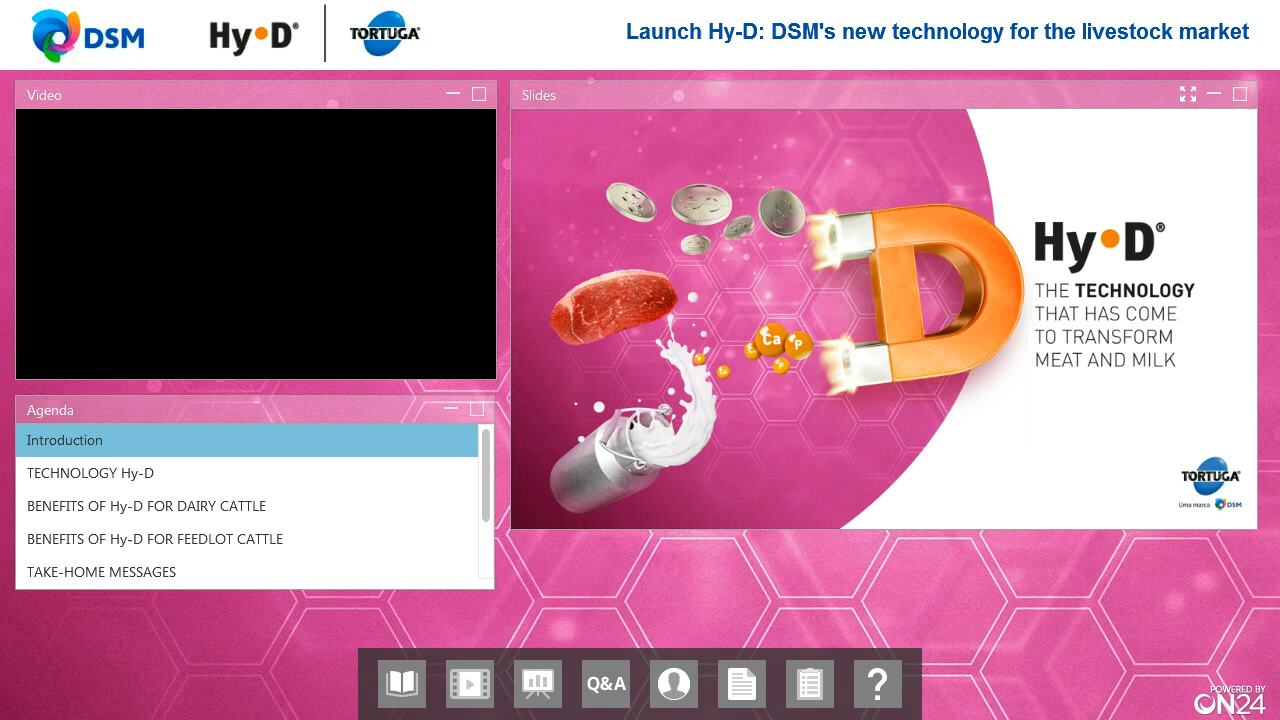 DSM
Hy•D®
TORTUGA
Launch Hy-D: DSM's new technology for the livestock market
Video
Slides
Hy•D®
THE TECHNOLOGY
THAT HAS COME
TO TRANSFORM
MEAT AND MILK
Ca
P
P
Ca
Ca
TORTUGA
Uma marca DSM
Agenda
Introduction
TECHNOLOGY Hy-D
BENEFITS OF Hy-D FOR DAIRY CATTLE
BENEFITS OF Hy-D FOR FEEDLOT CATTLE
TAKE-HOME MESSAGES
Q&A
?
POWERED BY
ON24